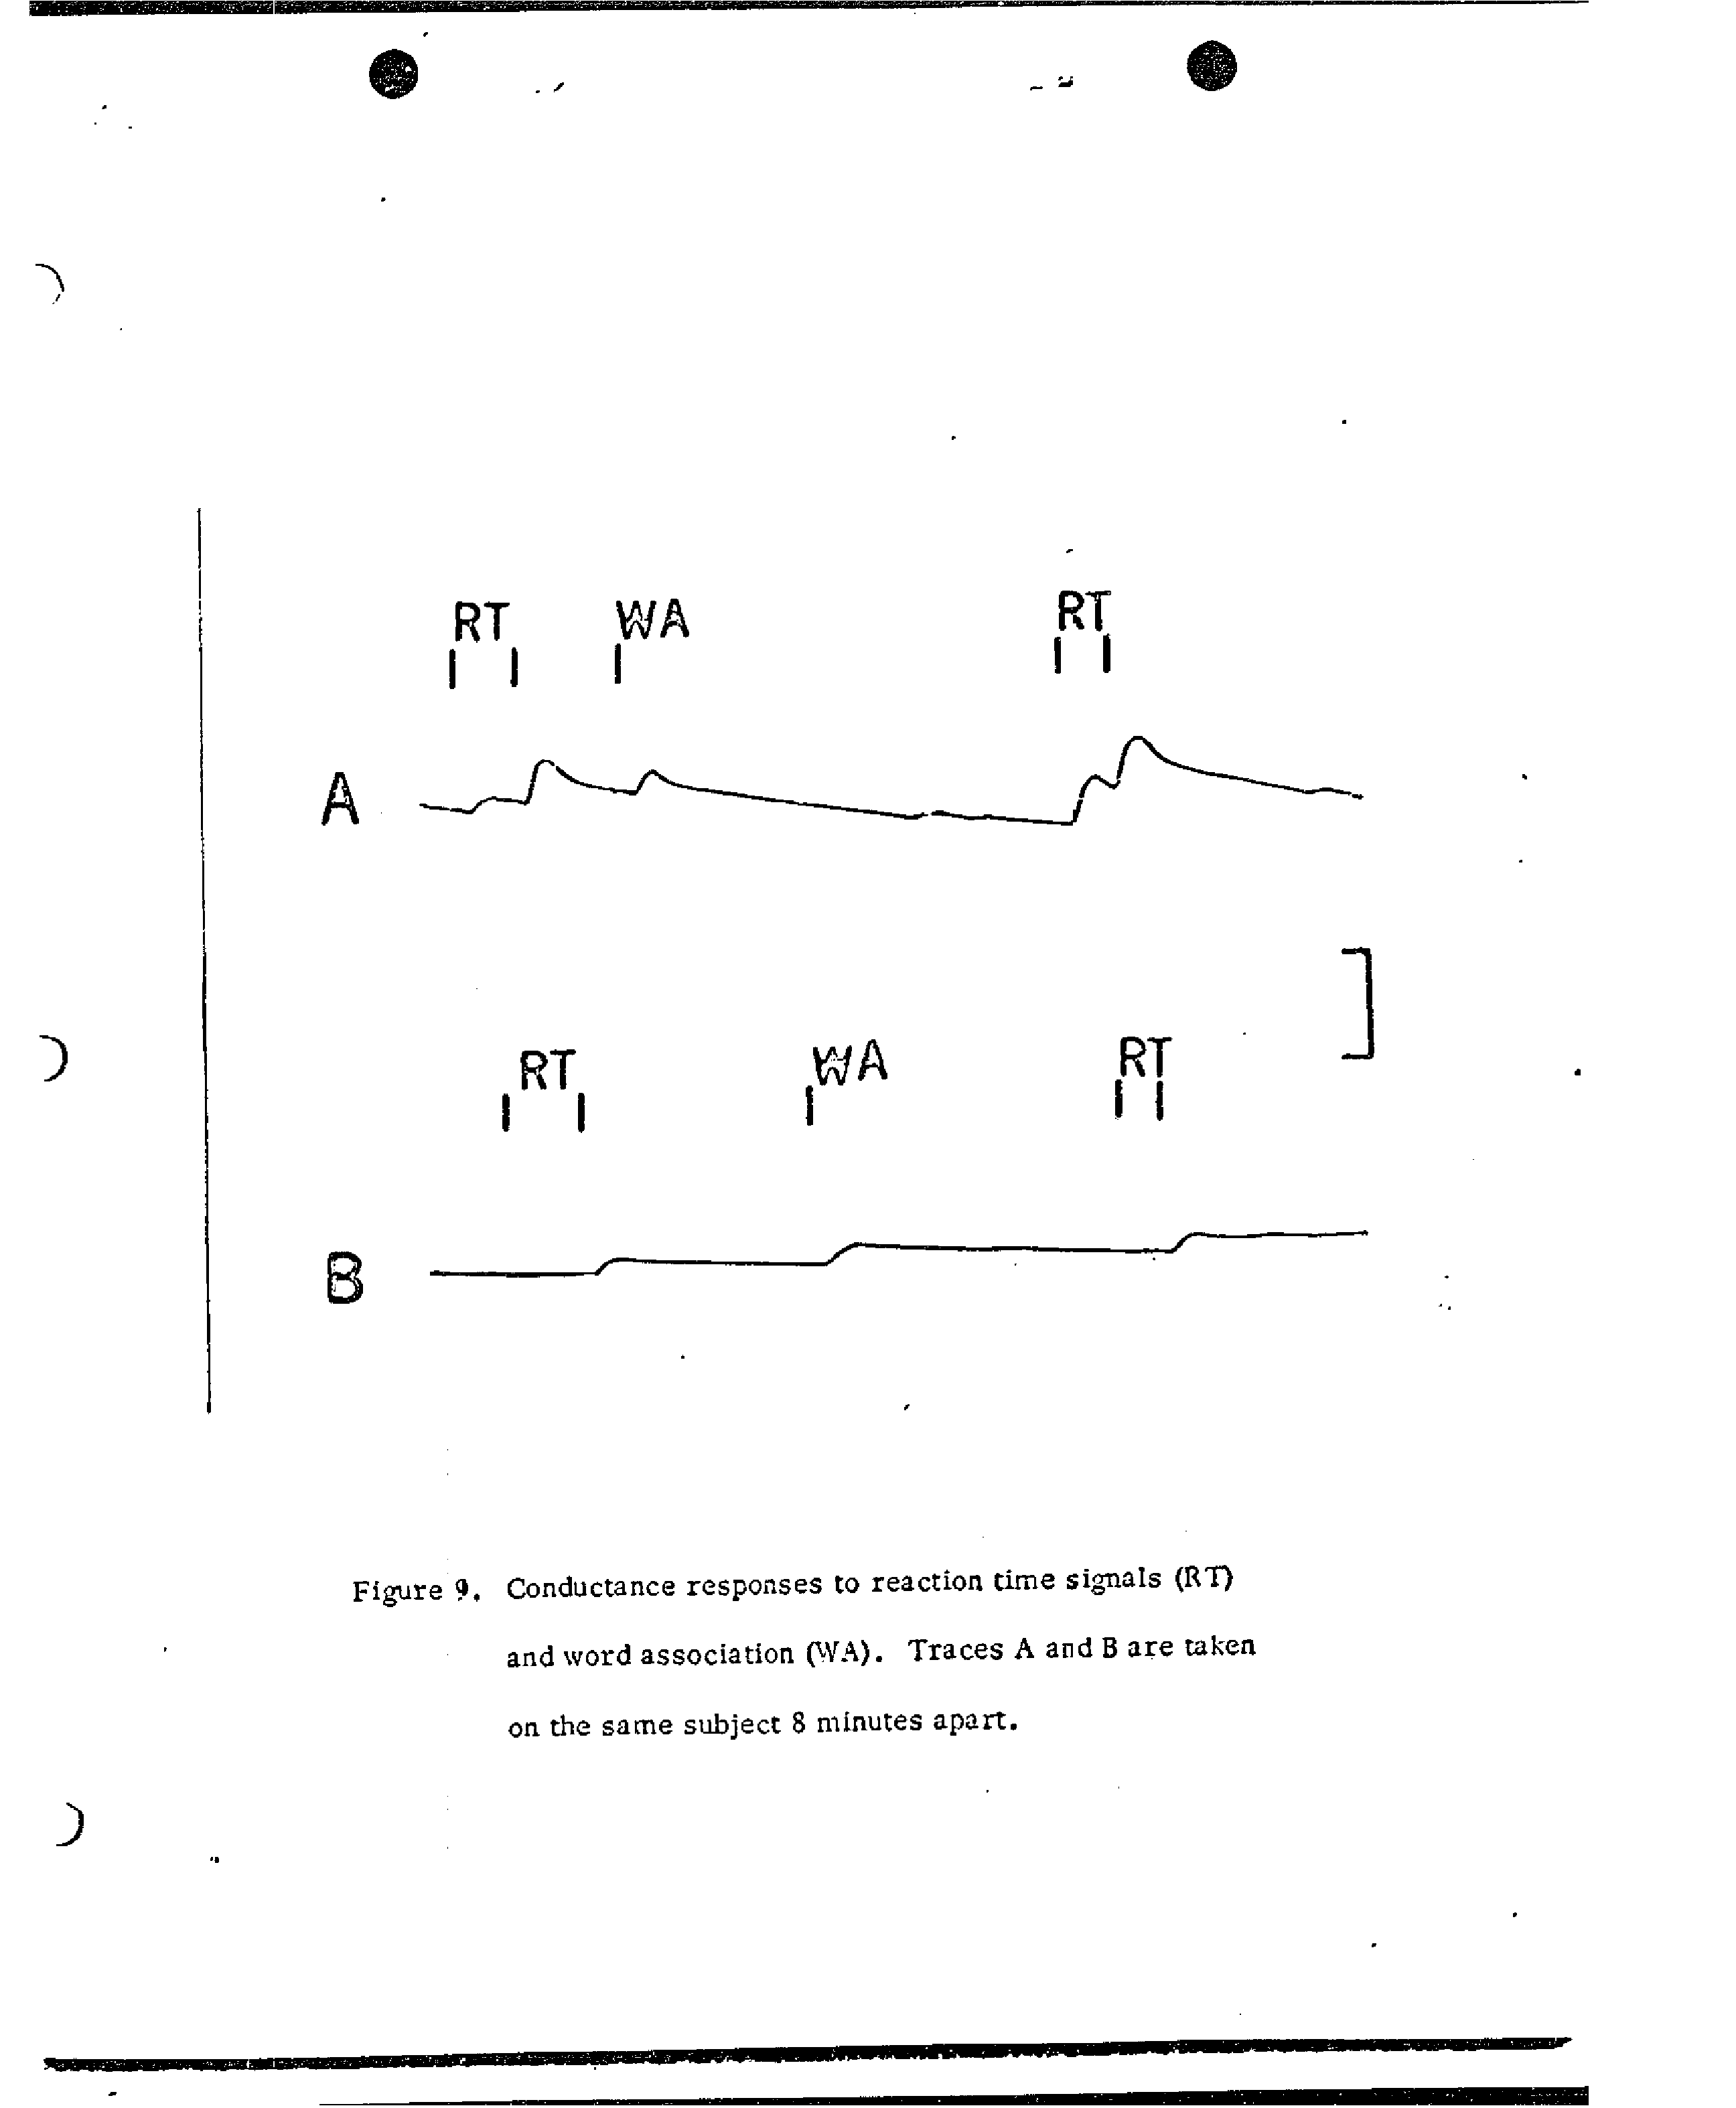 RT WA RT
A
RT WA RT
B
Figure 9. Conductance responses to reaction time signals (RT)
and word association (WA). Traces A and B are taken
on the same subject 8 minutes apart.